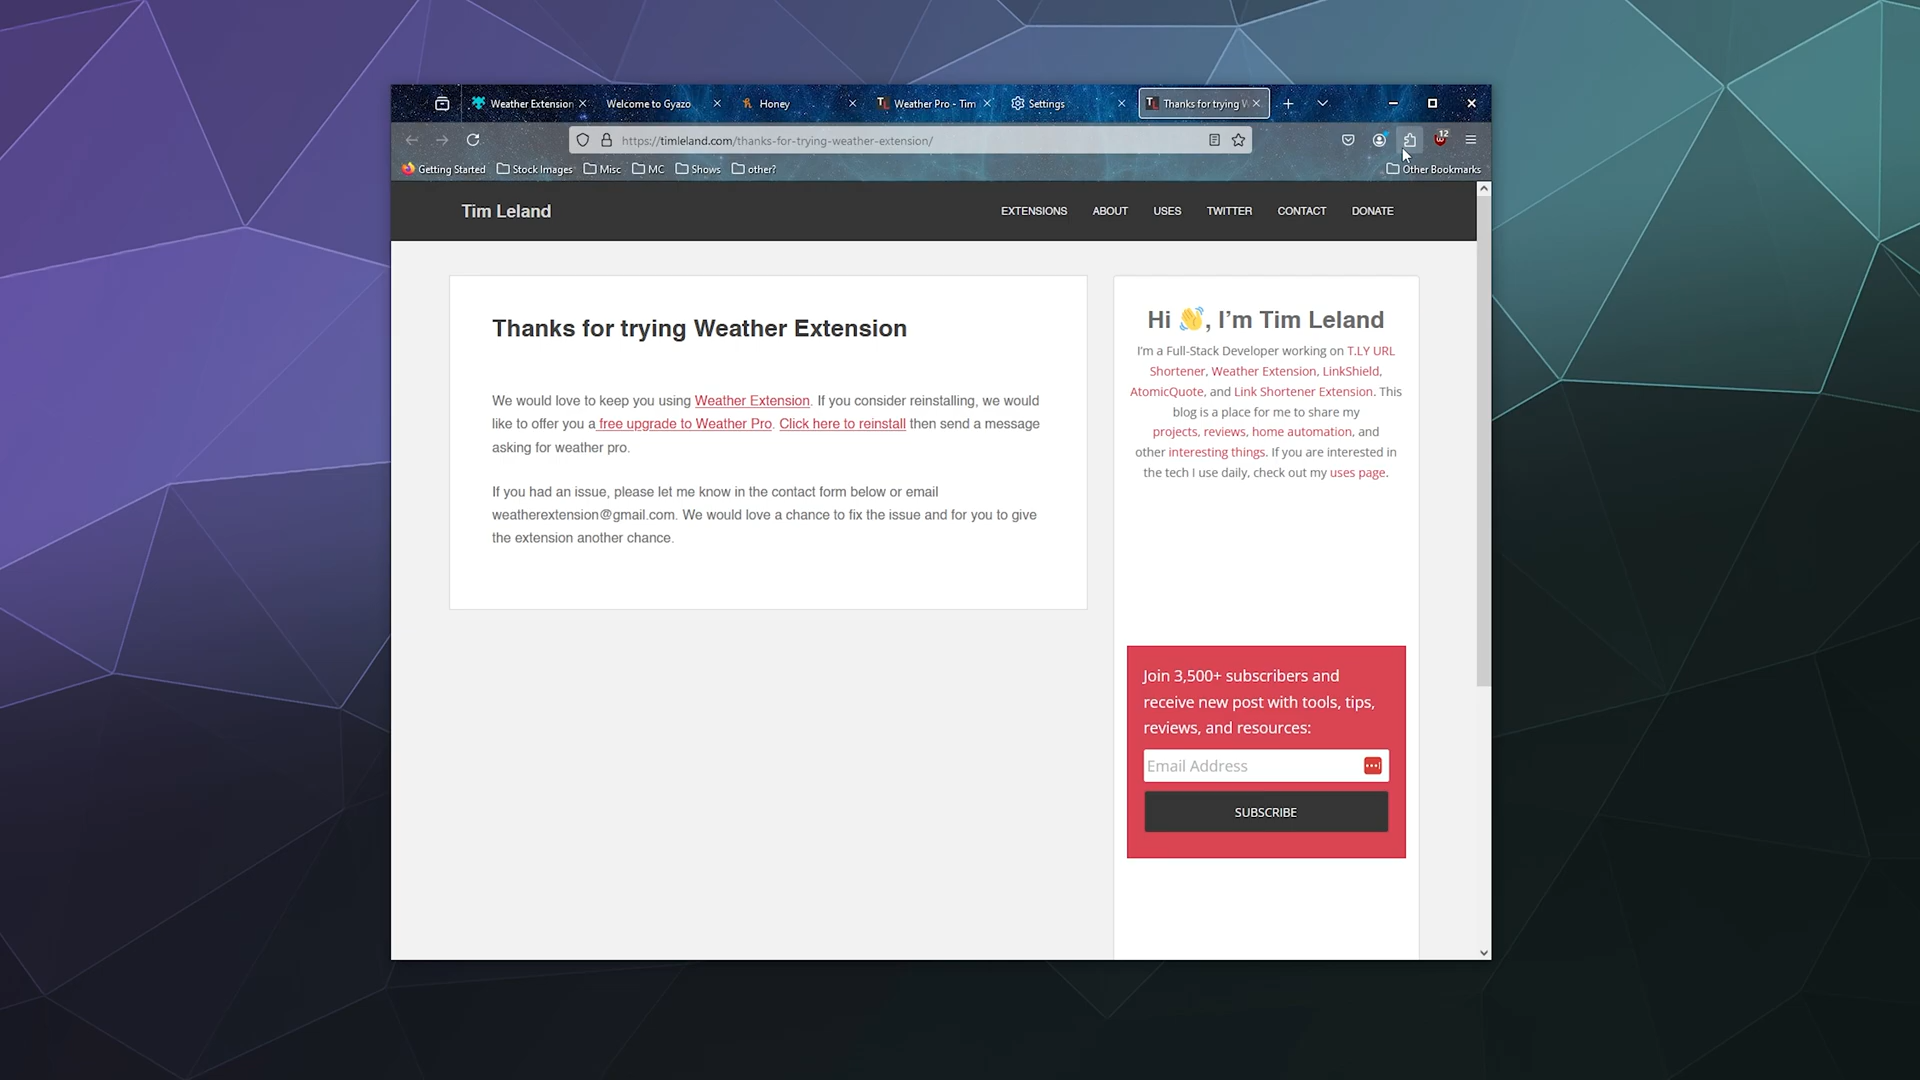 Weather Extension
Welcome to Gyazo
Honey
Weather Pro - Tim
Settings
Thanks for trying W
https://timleland.com/thanks-for-trying-weather-extension/
12
Getting Started
Stock Images
Misc
MC
Shows
other?
Other Bookmarks
Tim Leland
EXTENSIONS
ABOUT
USES
TWITTER
CONTACT
DONATE
Thanks for trying Weather Extension
We would love to keep you using Weather Extension. If you consider reinstalling, we would
like to offer you a free upgrade to Weather Pro. Click here to reinstall then send a message
asking for weather pro.
If you had an issue, please let me know in the contact form below or email
weatherextension@gmail.com. We would love a chance to fix the issue and for you to give
the extension another chance.
Hi 👋, I’m Tim Leland
I’m a Full-Stack Developer working on T.LY URL
Shortener, Weather Extension, LinkShield,
AtomicQuote, and Link Shortener Extension. This
blog is a place for me to share my
projects, reviews, home automation, and
other interesting things. If you are interested in
the tech I use daily, check out my uses page.
Join 3,500+ subscribers and
receive new post with tools, tips,
reviews, and resources:
Email Address
SUBSCRIBE